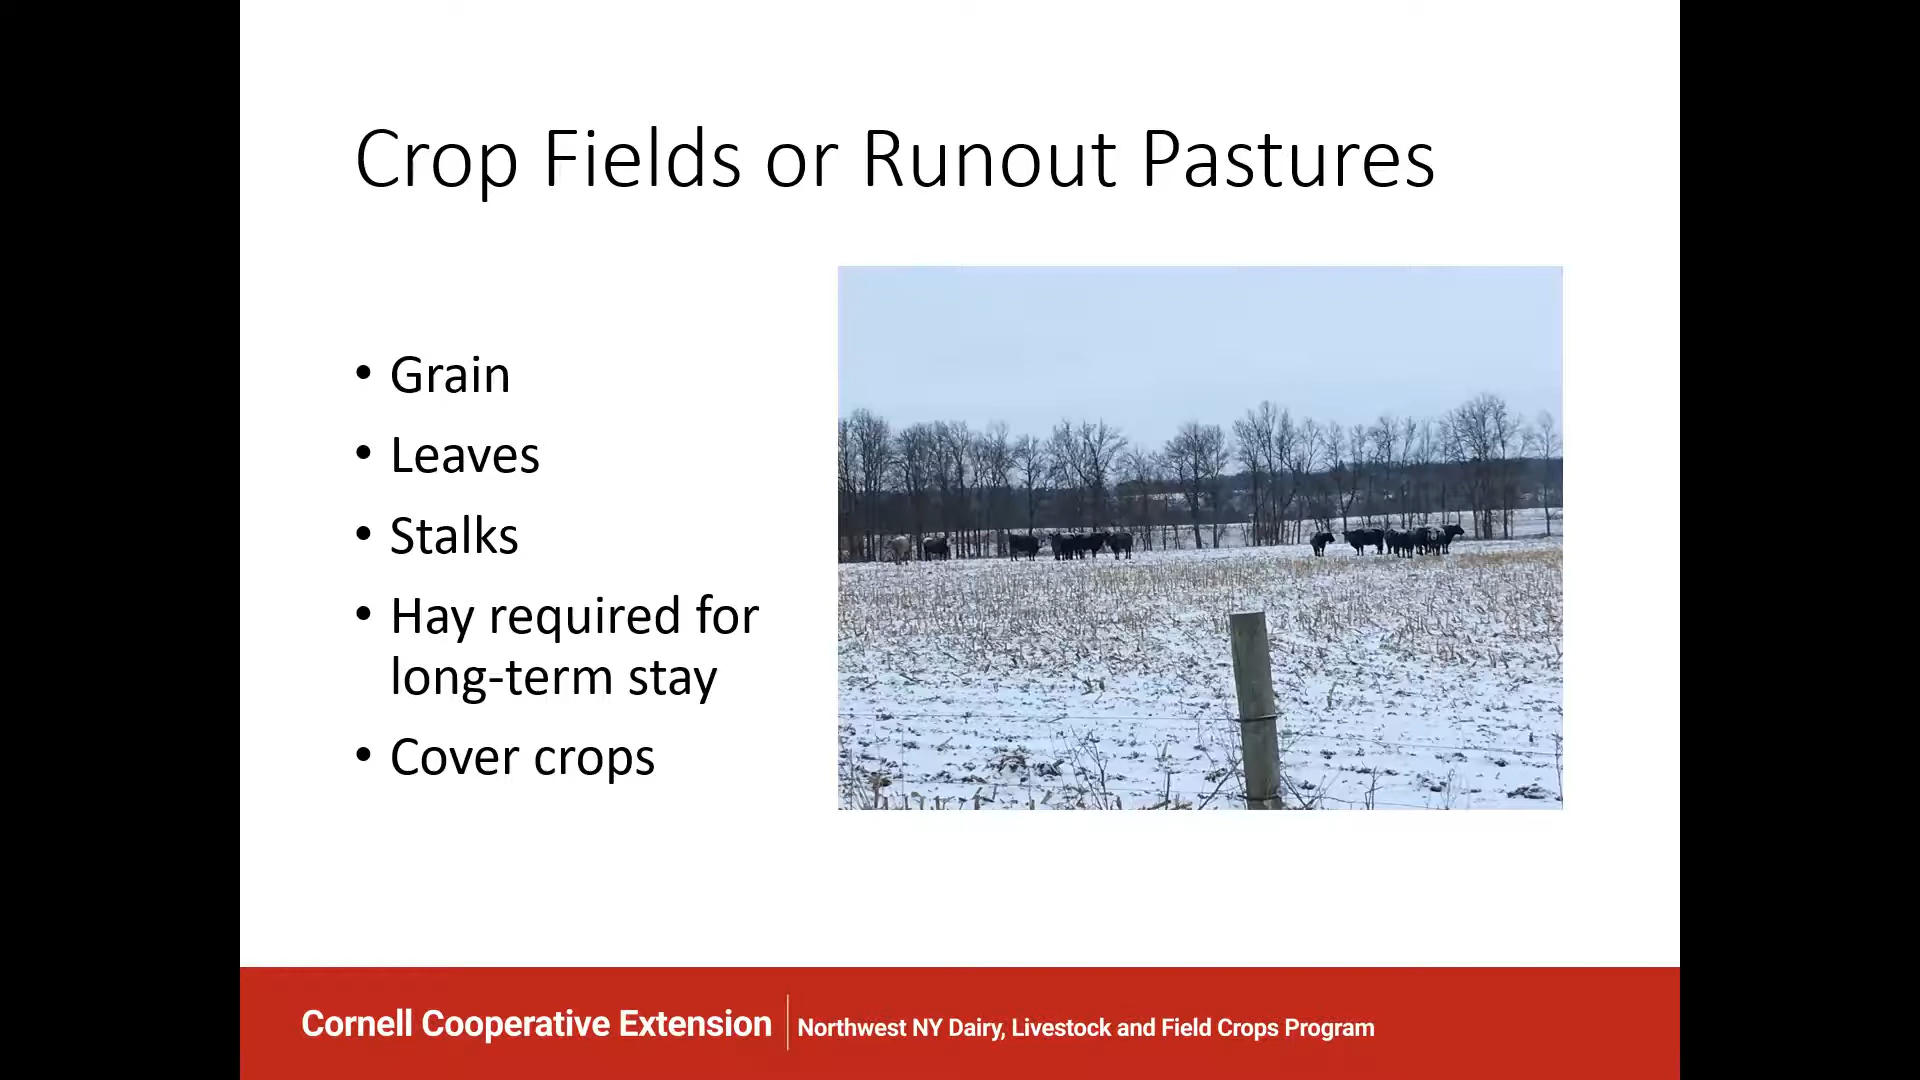 Crop Fields or Runout Pastures
• Grain
• Leaves
• Stalks
• Hay required for
long-term stay
• Cover crops
Cornell Cooperative Extension | Northwest NY Dairy, Livestock and Field Crops Program